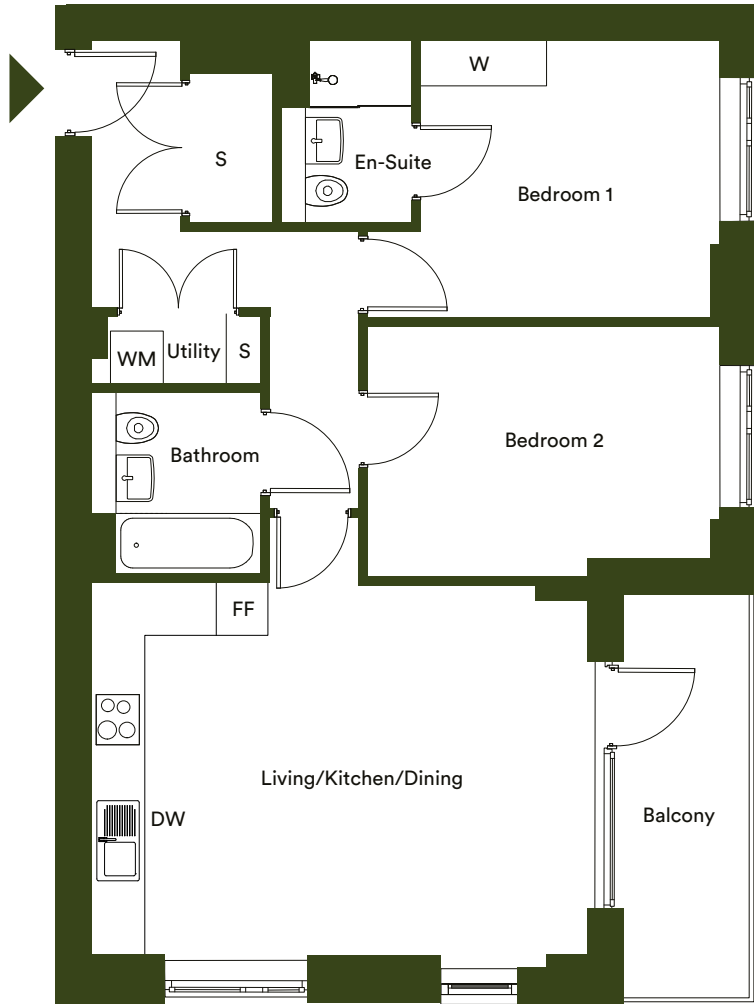 W
S
En-Suite
Bedroom 1
WM
Utility
S
Bedroom 2
Bathroom
FF
Living/Kitchen/Dining
DW
Balcony